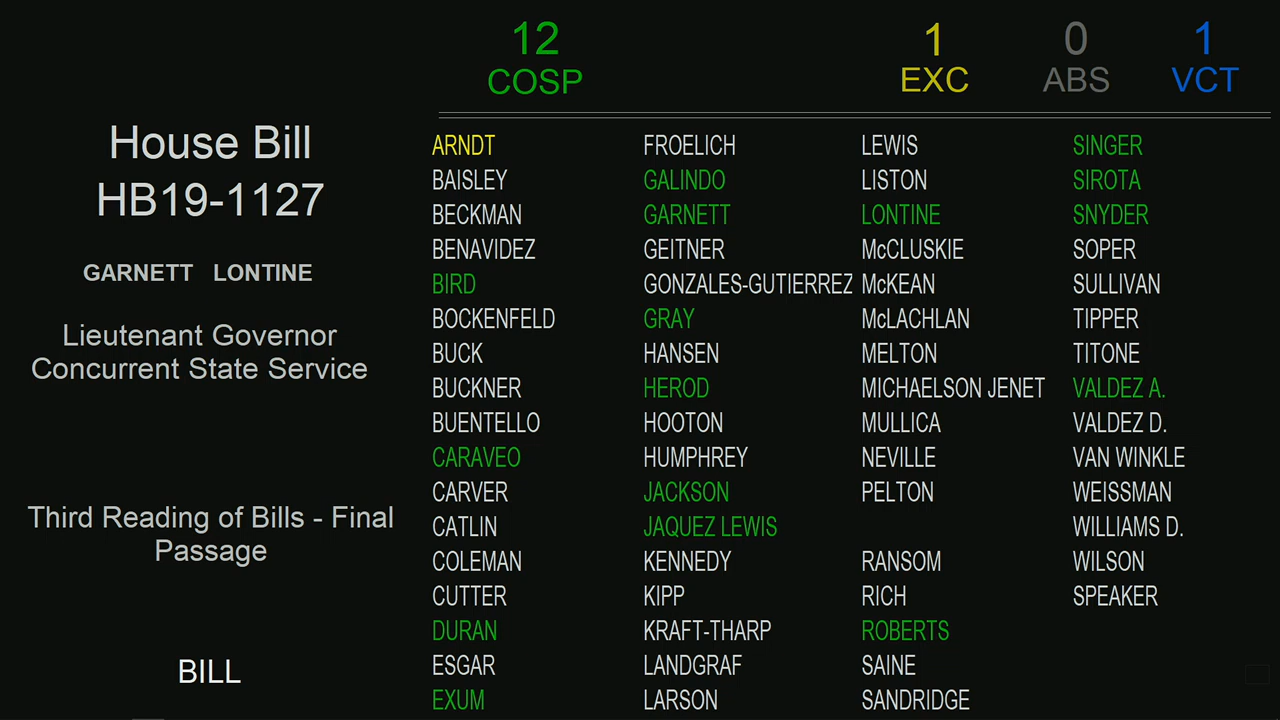 12 1 0 1
COSP EXC ABS VCT
House Bill
HB19-1127
GARNETT LONTINE
Lieutenant Governor
Concurrent State Service
Third Reading of Bills - Final
Passage
BILL
ARNDT
BAISLEY
BECKMAN
BENAVIDEZ
BIRD
BOCKENFELD
BUCK
BUCKNER
BUENTELLO
CARAVEO
CARVER
CATLIN
COLEMAN
CUTTER
DURAN
ESGAR
EXUM
FROELICH
GALINDO
GARNETT
GEITNER
GONZALES-GUTIERREZ
GRAY
HANSEN
HEROD
HOOTON
HUMPHREY
JACKSON
JAQUEZ LEWIS
KENNEDY
KIPP
KRAFT-THARP
LANDGRAF
LARSON
LEWIS
LISTON
LONTINE
McCLUSKIE
McKEAN
McLACHLAN
MELTON
MICHAELSON JENET
MULLICA
NEVILLE
PELTON
RANSOM
RICH
ROBERTS
SAINE
SANDRIDGE
SINGER
SIROTA
SNYDER
SOPER
SULLIVAN
TIPPER
TITONE
VALDEZ A.
VALDEZ D.
VAN WINKLE
WEISSMAN
WILLIAMS D.
WILSON
SPEAKER